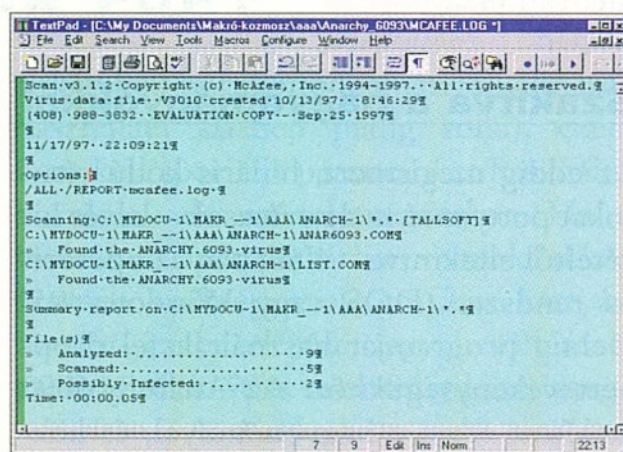 TextPad - [C:\My Documents\Makró-kozmosz\aaa\Anarchy_6093\MCAFEE.LOG *]
File Edit Search View Tools Macros Configure Window Help
Scan·v3.1.2·Copyright·(c)·McAfee,·Inc.·1994-1997.··All·rights·reserved.¶
Virus·data·file··V3010·created·10/13/97···8:46:29¶
(408)·988-3832··EVALUATION·COPY·-·Sep·25·1997¶
¶
11/17/97··22:09:21¶
¶
Options:¶
/ALL·/REPORT·mcafee.log·¶
¶
Scanning·C:\MYDOCU~1\MAKR_~~1\AAA\ANARCH~1\*.*·[TALLSOFT]¶
C:\MYDOCU~1\MAKR_~~1\AAA\ANARCH~1\ANAR6093.COM¶
» Found·the·ANARCHY.6093·virus¶
C:\MYDOCU~1\MAKR_~~1\AAA\ANARCH~1\LIST.COM¶
» Found·the·ANARCHY.6093·virus¶
¶
Summary·report·on·C:\MYDOCU~1\MAKR_~~1\AAA\ANARCH~1\*.*¶
¶
File(s)¶
» Analyzed:·······················9¶
» Scanned:························5¶
» Possibly·Infected:··············2¶
Time:·00:00.05¶
7 9 Edit Ins Norm 22:13